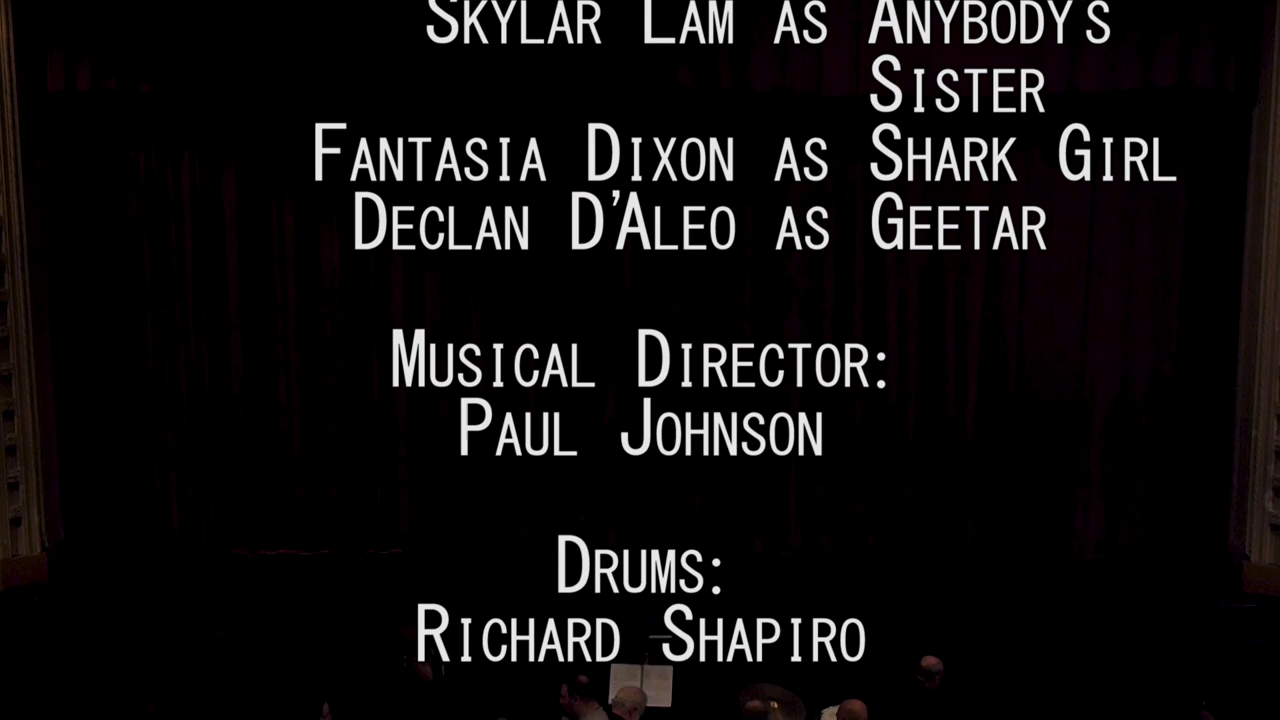 Skylar Lam as Anybody's
Sister
Fantasia Dixon as Shark Girl
Declan D'Aleo as Geetar
Musical Director:
Paul Johnson
Drums:
Richard Shapiro